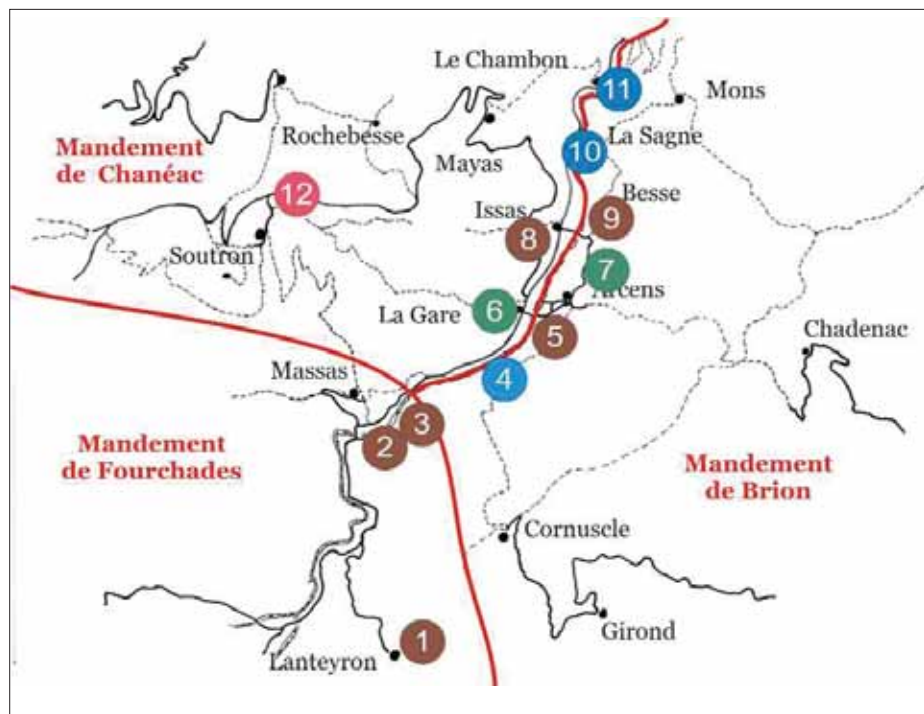 Le Chambon
11
Mons
Rochebesse
Mandement
de Chanéac
10
La Sagne
Mayas
12
Issas
9
Besse
8
Soutron
7
La Gare
6
Arcens
5
Chadenac
Massas
4
3
2
Mandement
de Fourchades
Mandement
de Brion
Cornuscle
1
Girond
Lanteyron